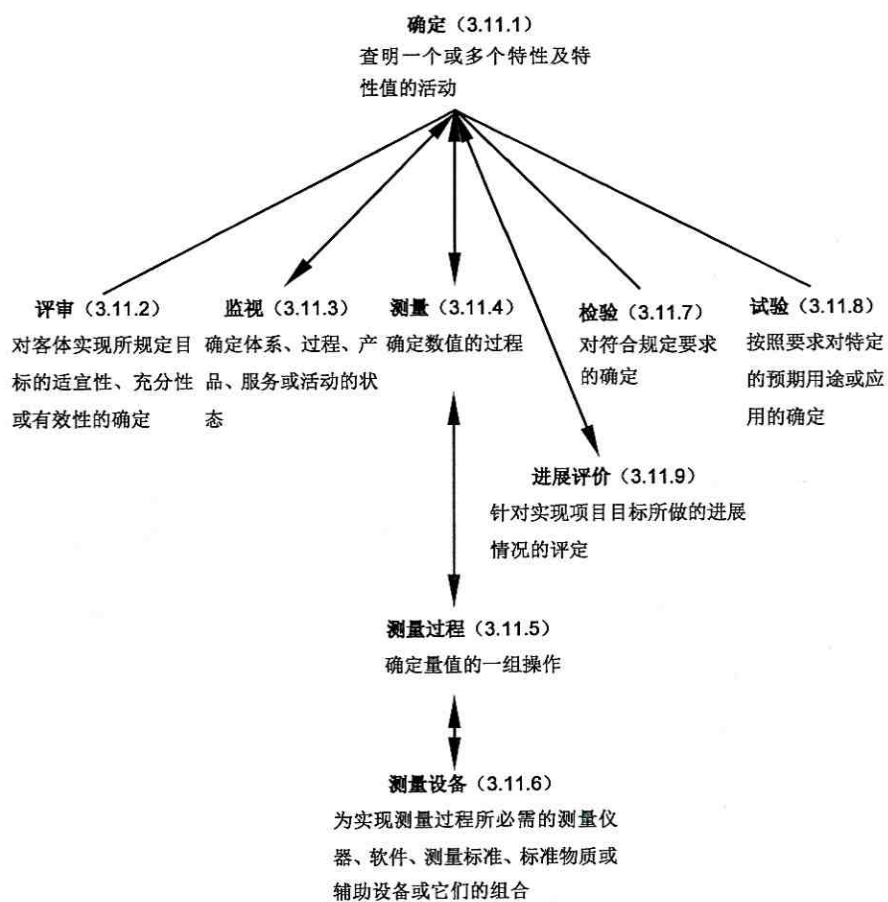 确定（3.11.1）
查明一个或多个特性及特
性值的活动
评审（3.11.2）
对客体实现所规定目
标的适宜性、充分性
或有效性的确定
监视（3.11.3）
确定体系、过程、产
品、服务或活动的状
态
测量（3.11.4）
确定数值的过程
检验（3.11.7）
对符合规定要求
的确定
试验（3.11.8）
按照要求对特定
的预期用途或应
用的确定
进展评价（3.11.9）
针对实现项目目标所做的进展
情况的评定
测量过程（3.11.5）
确定量值的一组操作
测量设备（3.11.6）
为实现测量过程所必需的测量仪
器、软件、测量标准、标准物质或
辅助设备或它们的组合